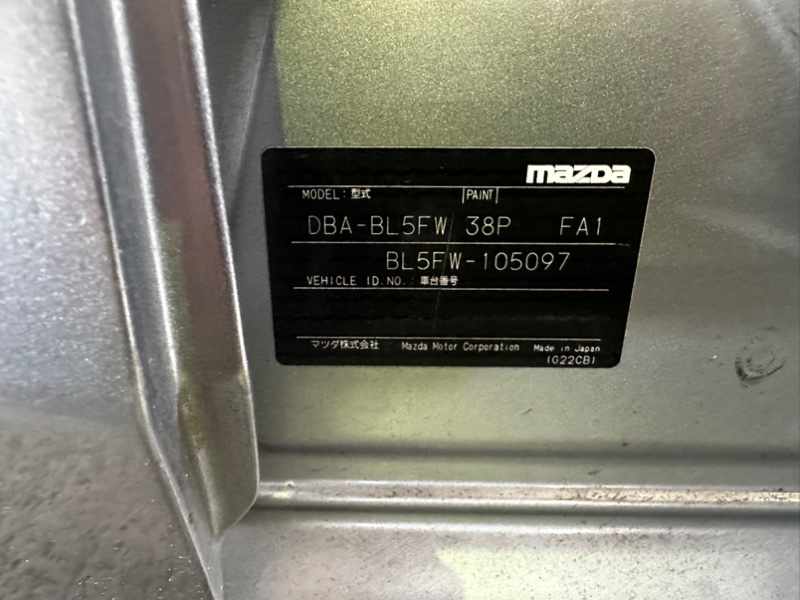 mazda
MODEL: 型式 PAINT
DBA-BL5FW 38P FA1
BL5FW-105097
VEHICLE ID.NO.: 車台番号
マツダ株式会社 Mazda Motor Corporation Made in Japan
(G22CB)